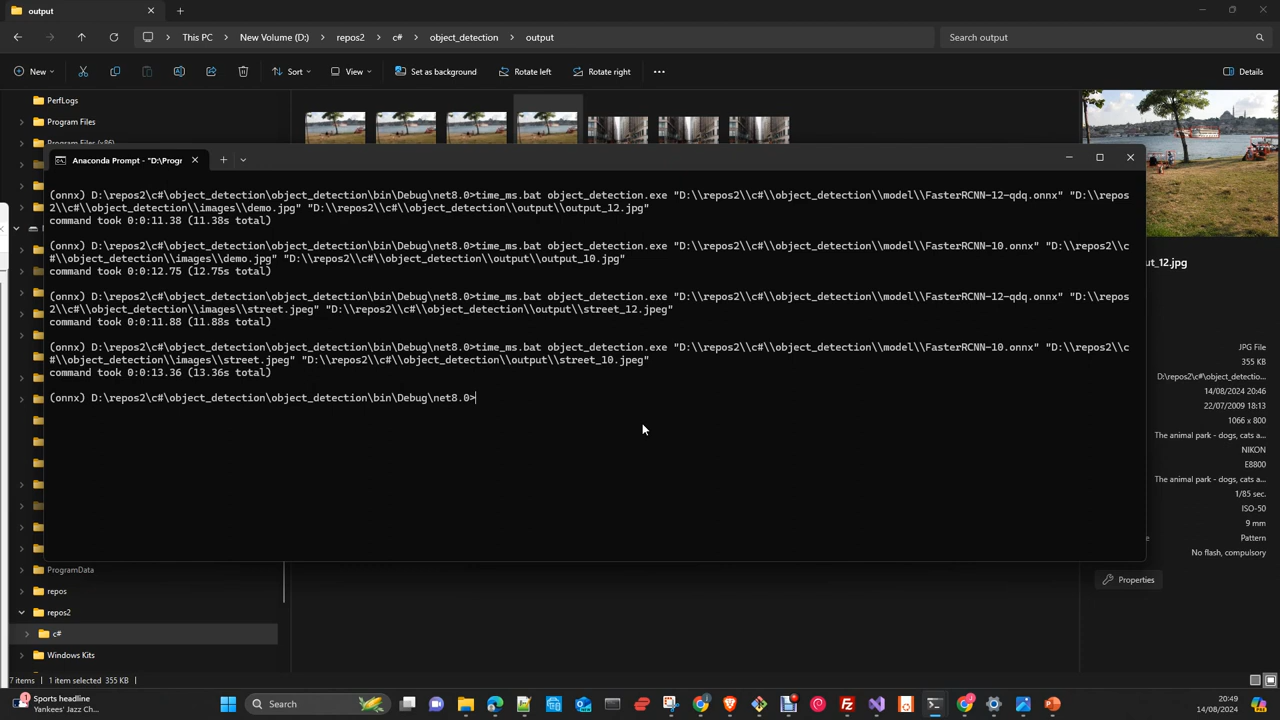 output
This PC
New Volume (D:)
repos2
c#
object_detection
output
Search output
New
Sort
View
Set as background
Rotate left
Rotate right
Details
PerfLogs
Program Files
Anaconda Prompt - "D:\Progr
(onnx) D:\repos2\c#\object_detection\object_detection\bin\Debug\net8.0>time_ms.bat object_detection.exe "D:\\repos2\\c#\\object_detection\\model\\FasterRCNN-12-qdq.onnx" "D:\\repos
2\\c#\\object_detection\\images\\demo.jpg" "D:\\repos2\\c#\\object_detection\\output\\output_12.jpg"
command took 0:0:11.38 (11.38s total)
(onnx) D:\repos2\c#\object_detection\object_detection\bin\Debug\net8.0>time_ms.bat object_detection.exe "D:\\repos2\\c#\\object_detection\\model\\FasterRCNN-10.onnx" "D:\\repos2\\c
#\\object_detection\\images\\demo.jpg" "D:\\repos2\\c#\\object_detection\\output\\output_10.jpg"
command took 0:0:12.75 (12.75s total)
(onnx) D:\repos2\c#\object_detection\object_detection\bin\Debug\net8.0>time_ms.bat object_detection.exe "D:\\repos2\\c#\\object_detection\\model\\FasterRCNN-12-qdq.onnx" "D:\\repos
2\\c#\\object_detection\\images\\street.jpeg" "D:\\repos2\\c#\\object_detection\\output\\street_12.jpeg"
command took 0:0:11.88 (11.88s total)
(onnx) D:\repos2\c#\object_detection\object_detection\bin\Debug\net8.0>time_ms.bat object_detection.exe "D:\\repos2\\c#\\object_detection\\model\\FasterRCNN-10.onnx" "D:\\repos2\\c
#\\object_detection\\images\\street.jpeg" "D:\\repos2\\c#\\object_detection\\output\\street_10.jpeg"
command took 0:0:13.36 (13.36s total)
(onnx) D:\repos2\c#\object_detection\object_detection\bin\Debug\net8.0>
ut_12.jpg
JPG File
355 KB
D:\repos2\c#\object_detectio...
14/08/2024 20:46
22/07/2009 18:13
1066 x 800
The animal park - dogs, cats a...
NIKON
E8800
The animal park - dogs, cats a...
1/85 sec.
ISO-50
9 mm
Pattern
No flash, compulsory
Properties
ProgramData
repos
repos2
c#
Windows Kits
7 items
1 item selected 355 KB
Sports headline
Yankees' Jazz Ch...
Search
20:49
14/08/2024